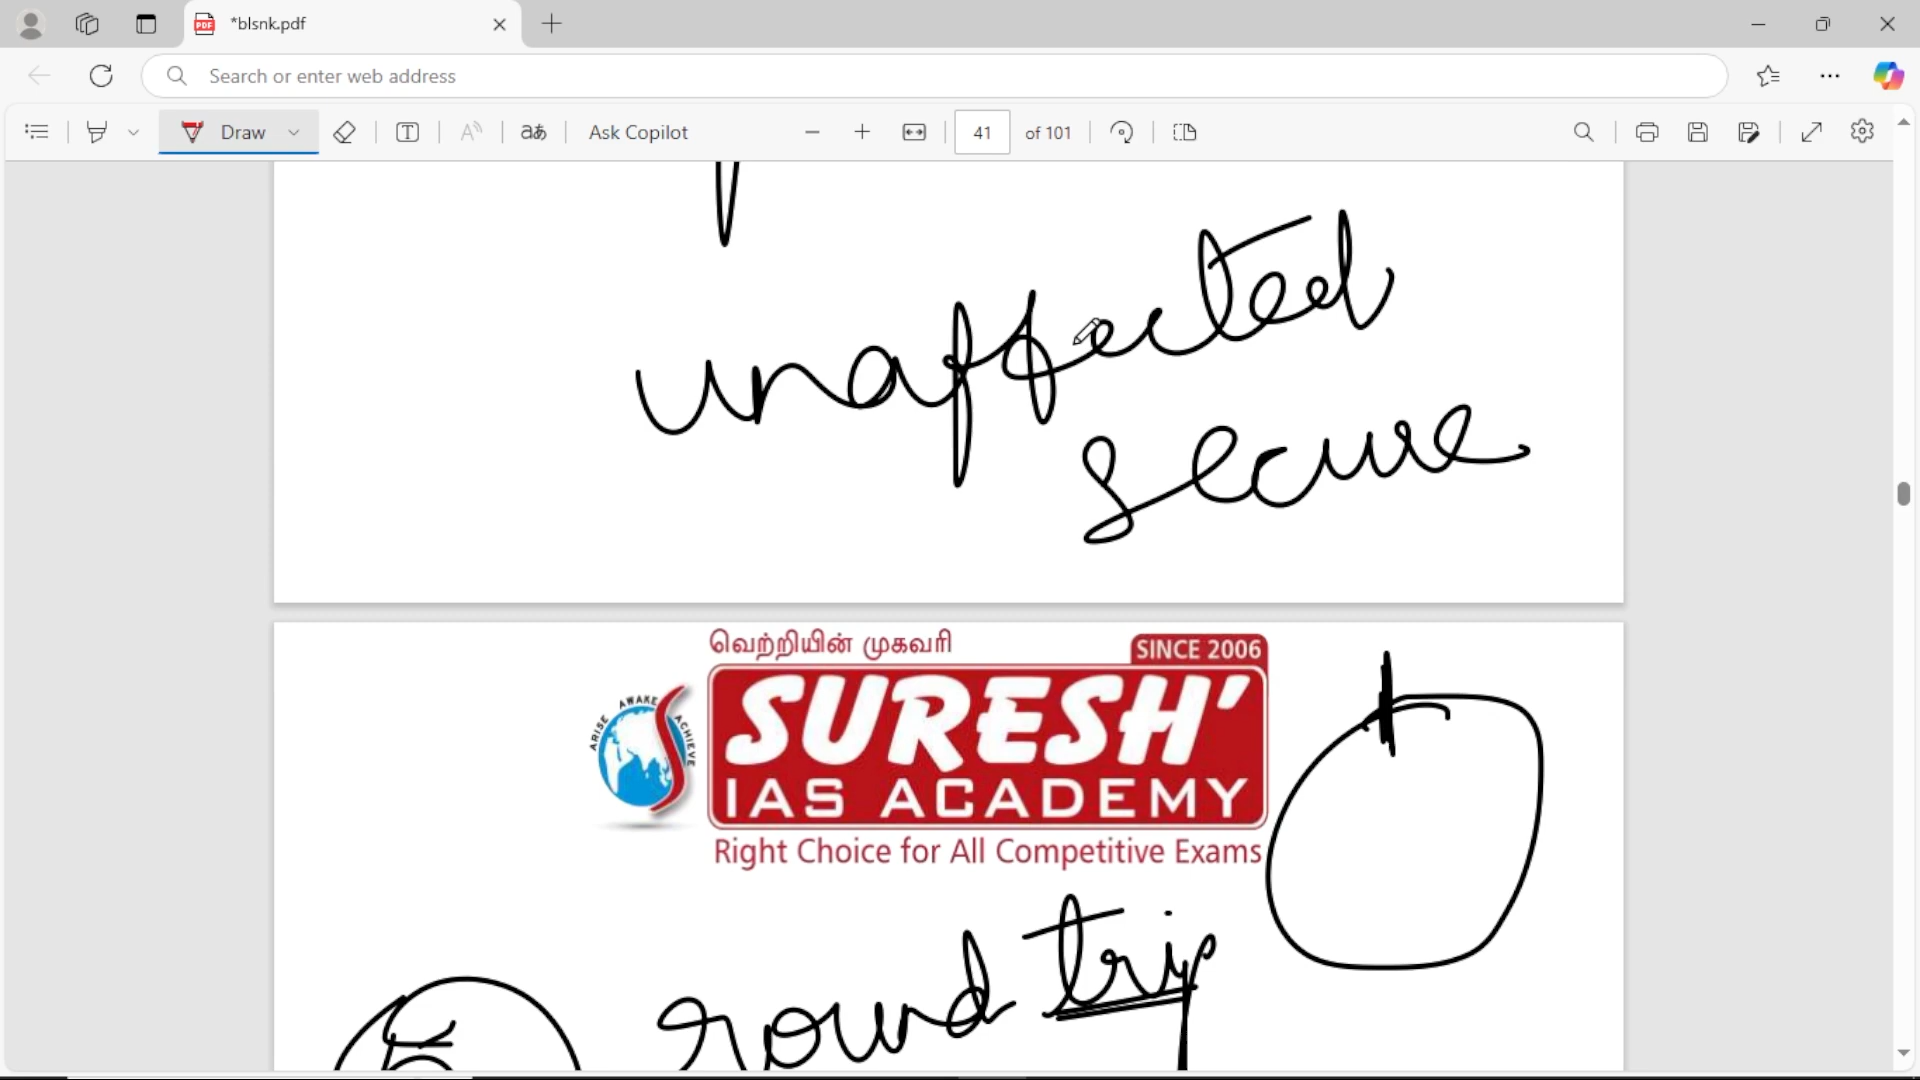 *blsnk.pdf
Search or enter web address
Draw
Ask Copilot
41 of 101
unaffected
secure
வெற்றியின் முகவரி
SINCE 2006
ARISE AWAKE ACHIEVE
SURESH'
IAS ACADEMY
Right Choice for All Competitive Exams
round trip